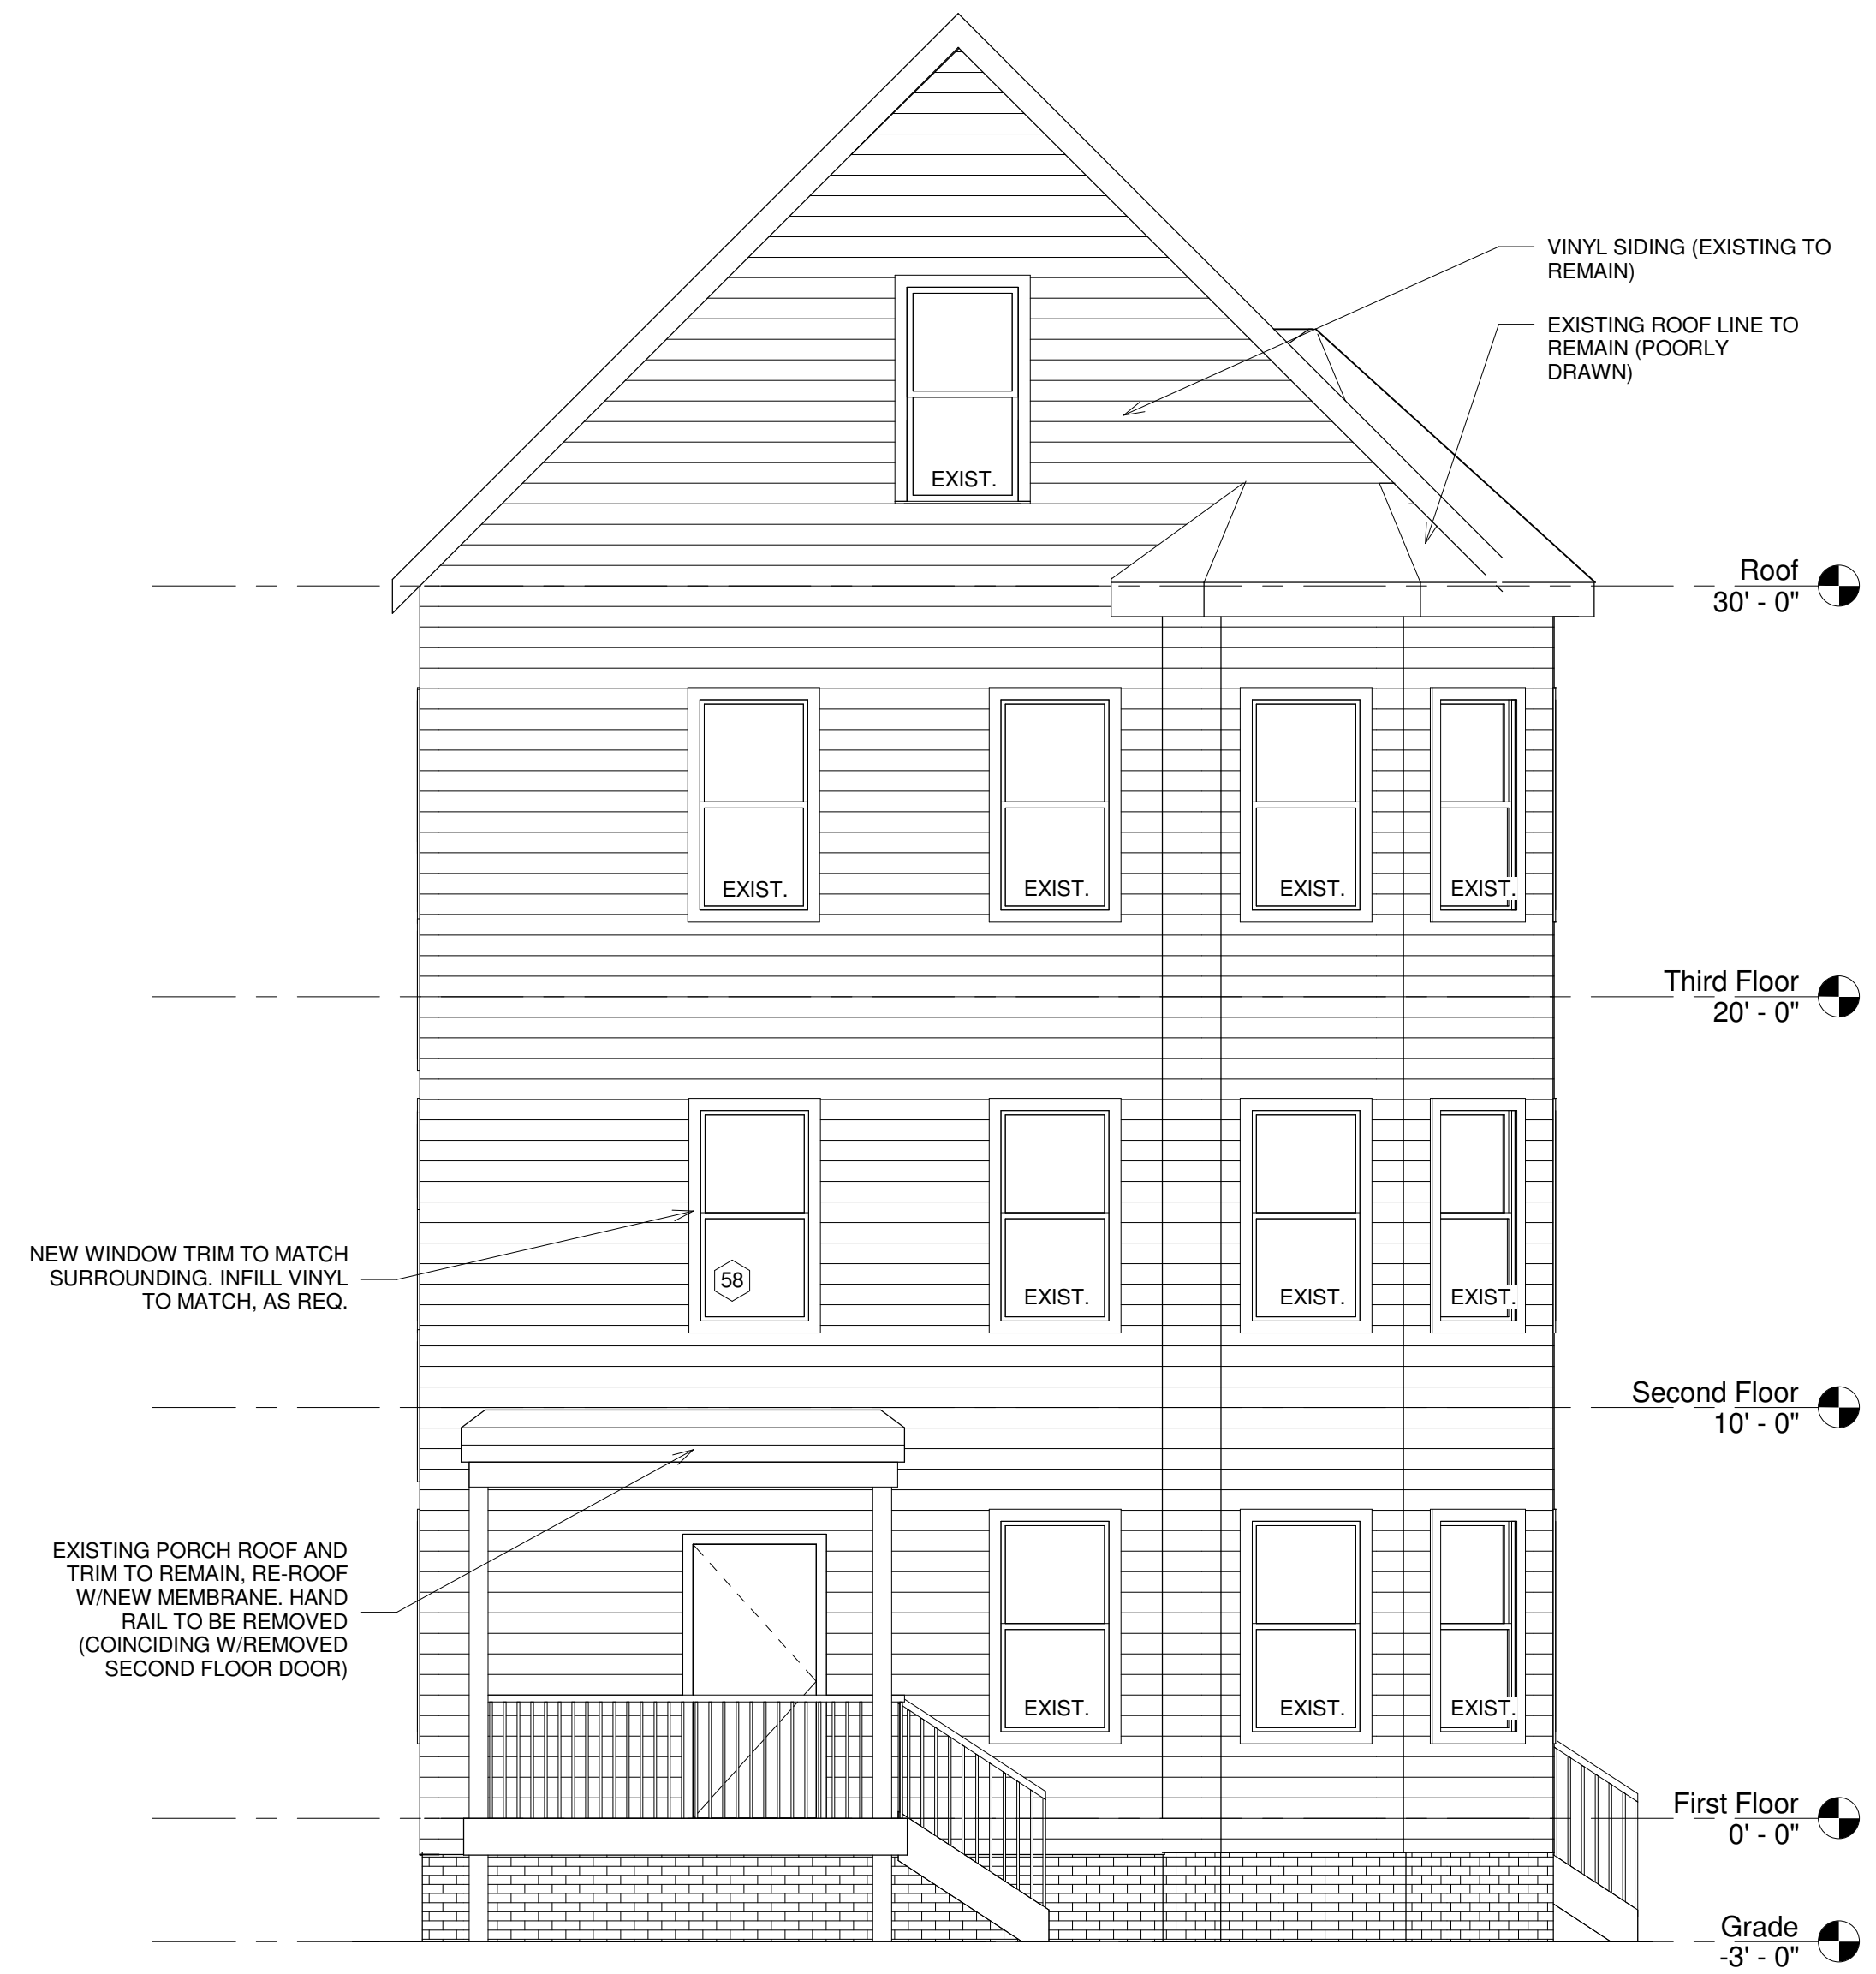 VINYL SIDING (EXISTING TO
REMAIN)
EXISTING ROOF LINE TO
REMAIN (POORLY
DRAWN)
EXIST.
Roof
30' - 0"
EXIST.
EXIST.
EXIST.
EXIST.
Third Floor
20' - 0"
NEW WINDOW TRIM TO MATCH
SURROUNDING. INFILL VINYL
TO MATCH, AS REQ.
58
EXIST.
EXIST.
EXIST.
Second Floor
10' - 0"
EXISTING PORCH ROOF AND
TRIM TO REMAIN, RE-ROOF
W/NEW MEMBRANE. HAND
RAIL TO BE REMOVED
(COINCIDING W/REMOVED
SECOND FLOOR DOOR)
EXIST.
EXIST.
EXIST.
First Floor
0' - 0"
Grade
-3' - 0"